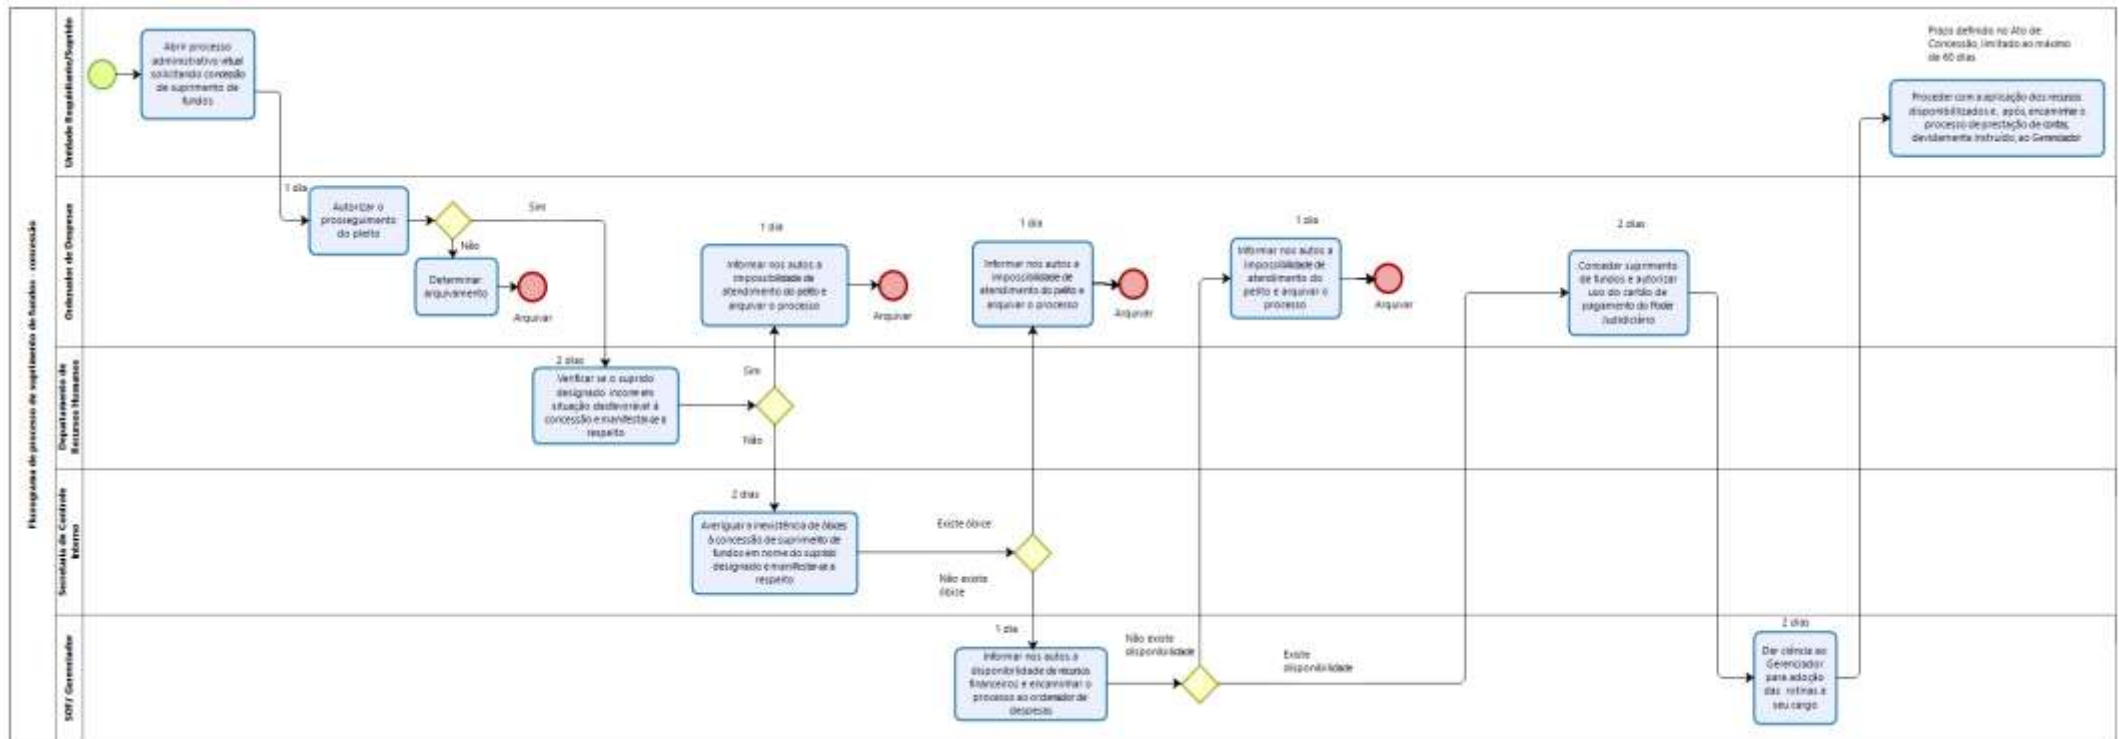 Fluxograma de processo de suprimento de fundos - concessão
Unidade Requisitante/Suprido
Abrir processo
administrativo virtual
solicitando concessão
de suprimento de
fundos
Prazo definido no Ato de
Concessão, limitado ao máximo
de 60 dias
Proceder com a aplicação dos recursos
disponibilizados e, após, encaminhar o
processo de prestação de contas,
devidamente instruído, ao Gerenciador
Ordenador de Despesas
1 dia
Autorizar o
prosseguimento
do pleito
Sim
Não
Determinar
arquivamento
Arquivar
1 dia
Informar nos autos a
impossibilidade de
atendimento do pelito e
arquivar o processo
Arquivar
1 dia
Informar nos autos a
impossibilidade de
atendimento do pelito e
arquivar o processo
Arquivar
1 dia
Informar nos autos a
impossibilidade de
atendimento do
pelito e arquivar o
processo
Arquivar
2 dias
Conceder suprimento
de fundos e autorizar
uso do cartão de
pagamento do Poder
Judidiciário
Departamento de
Recursos Humanos
2 dias
Verificar se o suprido
designado incorre em
situação desfavorável à
concessão e manifestar-se a
respeito
Sim
Não
Secretaria de Controle
Interno
2 dias
Averiguar a inexistência de óbices
à concessão de suprimento de
fundos em nome do suprido
designado e manifestar-se a
respeito
Existe óbice
Não existe
óbice
SOF/ Gerenciador
1 dia
Informar nos autos a
disponibilidade de recursos
financeiros e encaminhar o
processo ao ordenador de
despesas
Não existe
disponibilidade
Existe
disponibilidade
2 dias
Dar ciência ao
Gerenciador
para adoção
das rotinas a
seu cargo